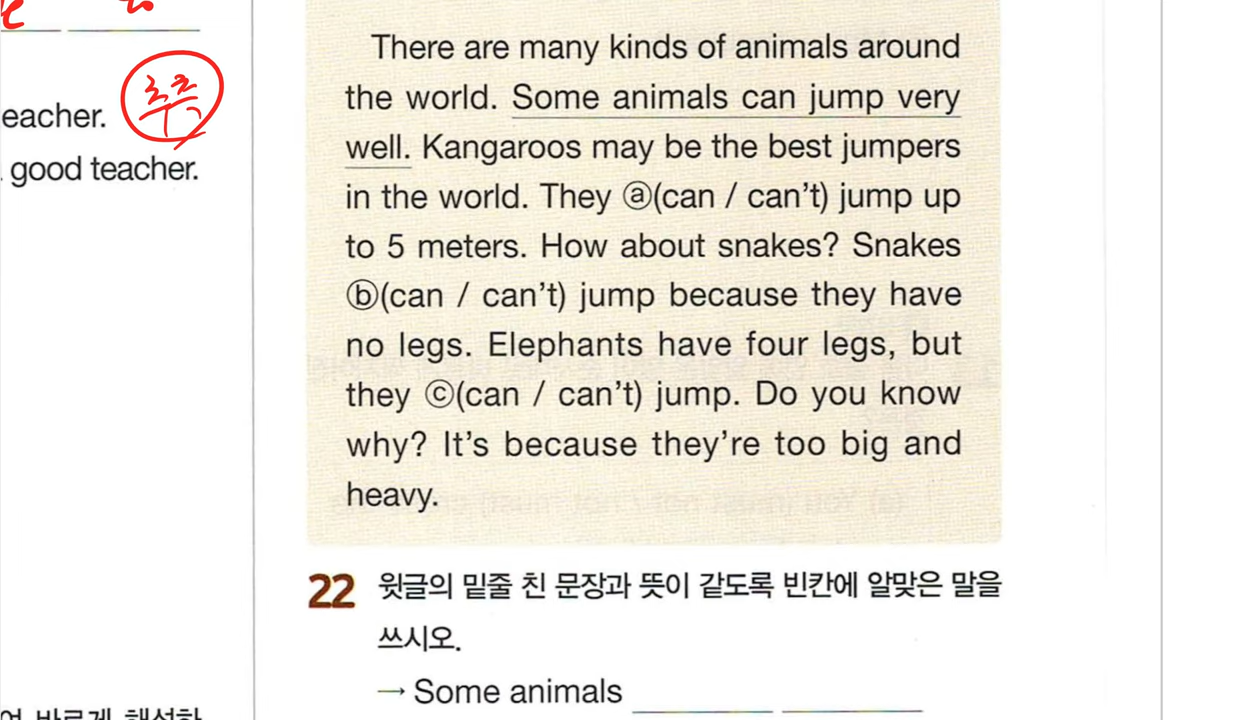 eacher.
추측
good teacher.
There are many kinds of animals around
the world. Some animals can jump very
well. Kangaroos may be the best jumpers
in the world. They ⓐ(can / can't) jump up
to 5 meters. How about snakes? Snakes
ⓑ(can / can't) jump because they have
no legs. Elephants have four legs, but
they ⓒ(can / can't) jump. Do you know
why? It's because they're too big and
heavy.
22 윗글의 밑줄 친 문장과 뜻이 같도록 빈칸에 알맞은 말을
쓰시오.
→ Some animals